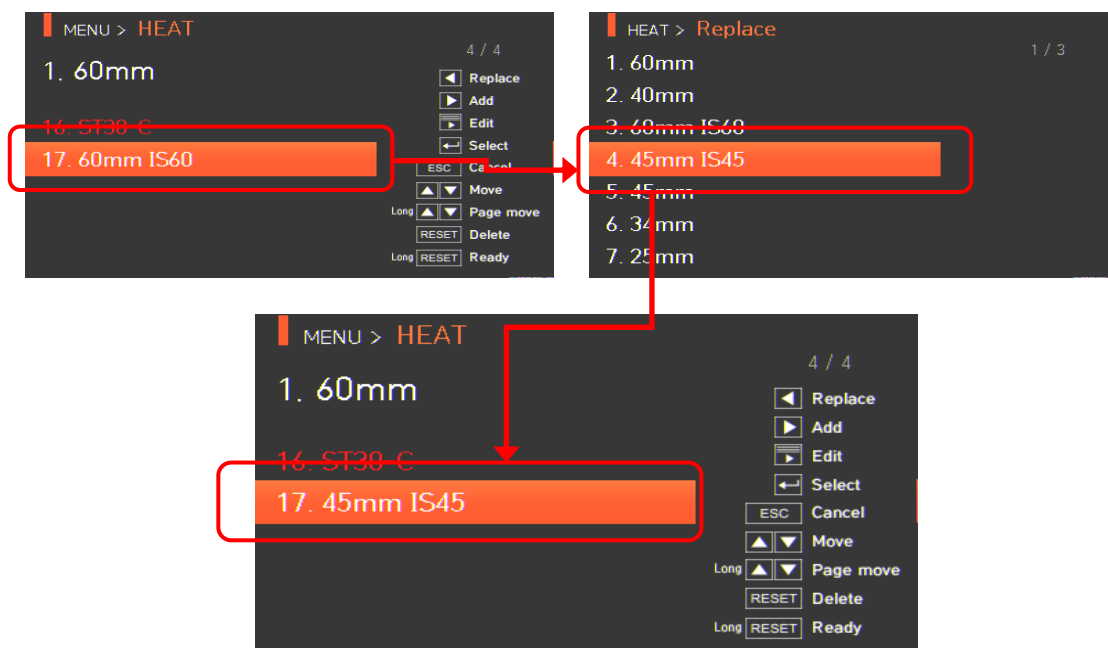 MENU > HEAT
4 / 4
1. 60mm
Replace
Add
16. ST30-C
Edit
Select
17. 60mm IS60
ESC Cancel
Move
Long Page move
RESET Delete
Long RESET Ready
HEAT > Replace
1 / 3
1. 60mm
2. 40mm
3. 60mm IS60
4. 45mm IS45
5. 45mm
6. 34mm
7. 25mm
MENU > HEAT
4 / 4
1. 60mm
Replace
Add
16. ST30-C
Edit
Select
17. 45mm IS45
ESC Cancel
Move
Long Page move
RESET Delete
Long RESET Ready